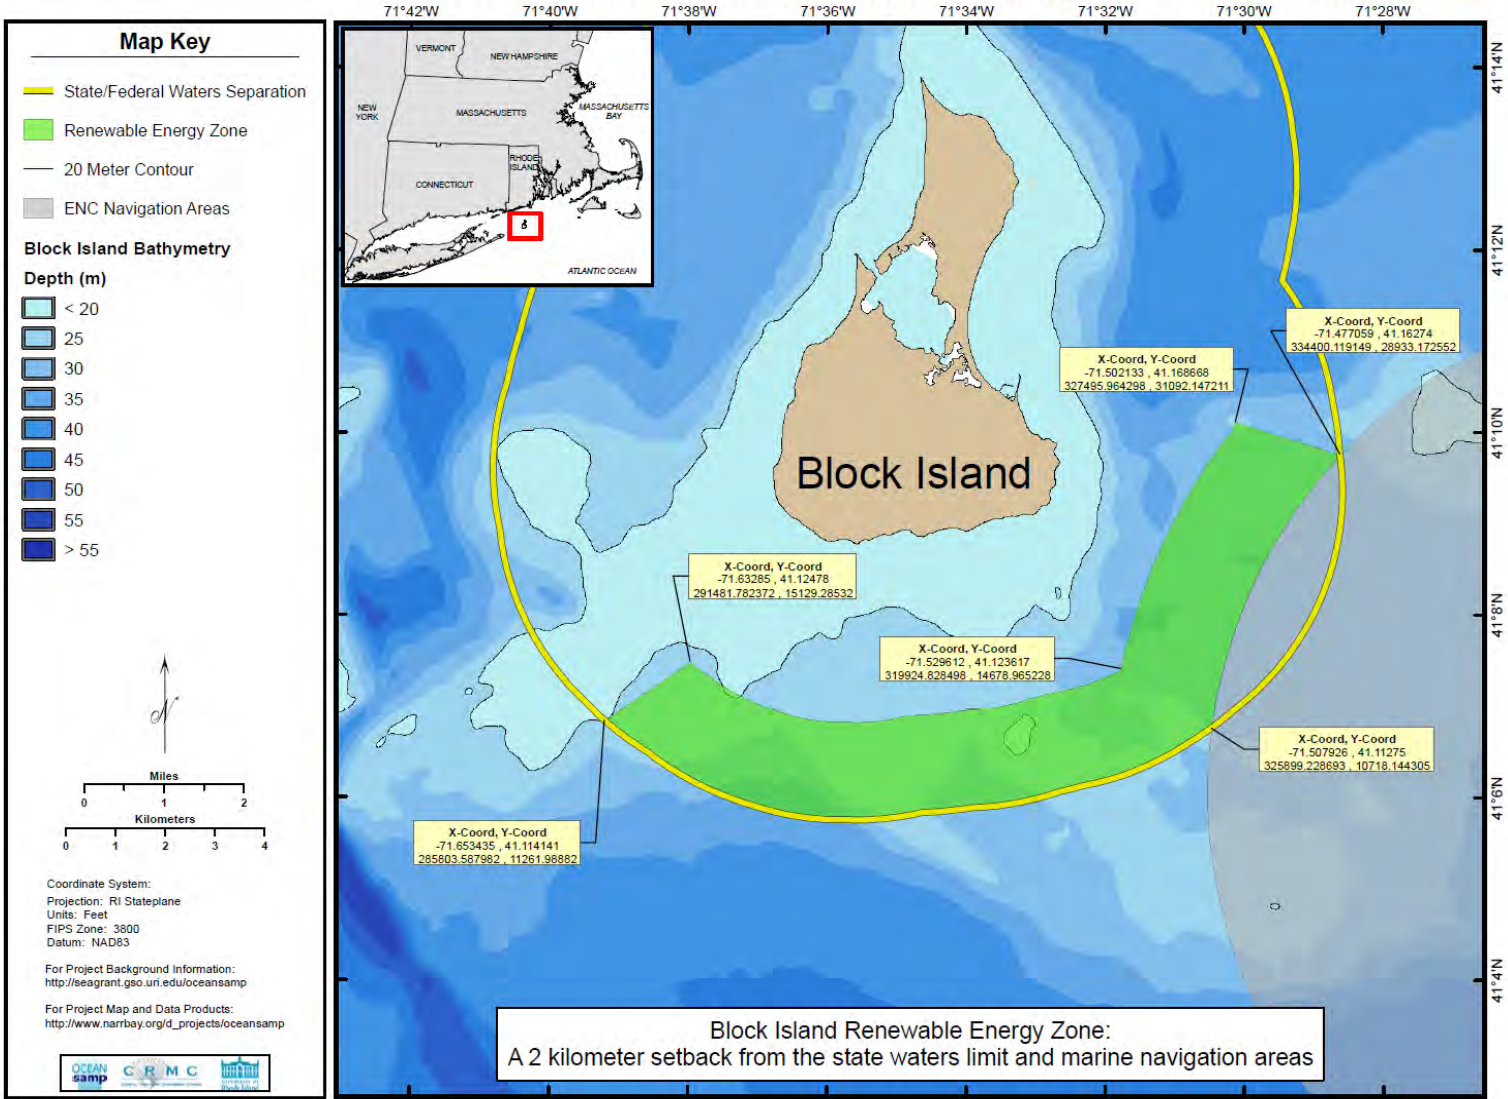 71°42'W 71°40'W 71°38'W 71°36'W 71°34'W 71°32'W 71°30'W 71°28'W
Map Key
State/Federal Waters Separation
Renewable Energy Zone
20 Meter Contour
ENC Navigation Areas
Block Island Bathymetry
Depth (m)
< 20
25
30
35
40
45
50
55
> 55
N
Miles
0 1 2
Kilometers
0 1 2 3 4
Coordinate System:
Projection: RI Stateplane
Units: Feet
FIPS Zone: 3800
Datum: NAD83
For Project Background Information:
http://seagrant.gso.uri.edu/oceansamp
For Project Map and Data Products:
http://www.narrbay.org/d_projects/oceansamp
OCEAN
samp
C R M C
VERMONT
NEW HAMPSHIRE
NEW
YORK
MASSACHUSETTS
MASSACHUSETTS
BAY
RHODE
ISLAND
CONNECTICUT
ATLANTIC OCEAN
X-Coord, Y-Coord
-71.477059 , 41.16274
334400.119149 , 28933.172552
X-Coord, Y-Coord
-71.502133 , 41.168668
327495.964298 , 31092.147211
Block Island
X-Coord, Y-Coord
-71.63285 , 41.12478
291481.782372 , 15129.28532
X-Coord, Y-Coord
-71.529612 , 41.123617
319924.828498 , 14678.965228
X-Coord, Y-Coord
-71.507926 , 41.11275
325899.228693 , 10718.144305
X-Coord, Y-Coord
-71.653435 , 41.114141
285803.587982 , 11261.98882
41°14'N
41°12'N
41°10'N
41°8'N
41°6'N
41°4'N
Block Island Renewable Energy Zone:
A 2 kilometer setback from the state waters limit and marine navigation areas